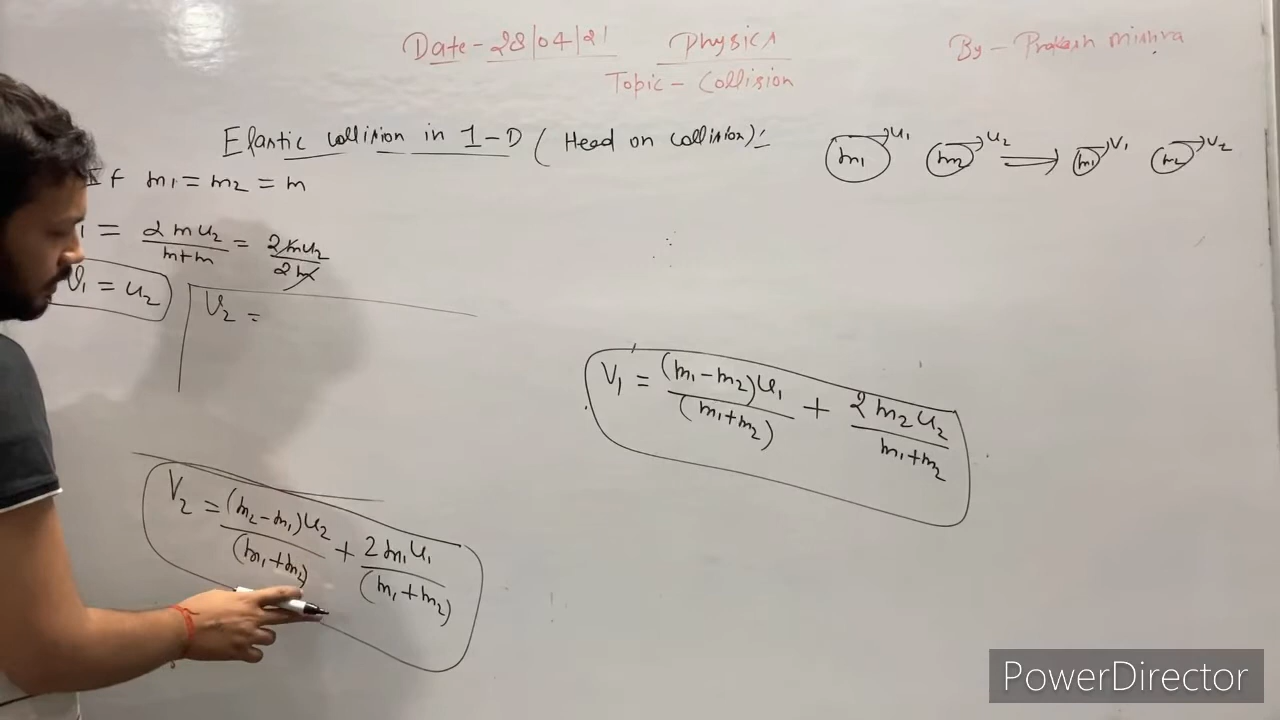 Date - 28/04/21 Physics By - Prakash Mishra
Topic - Collision
Elastic collision in 1-D ( Head on collision):
m₁ u₁ m₂ u₂ ⟹ m₁ v₁ m₂ v₂
If m₁ = m₂ = m
1 = 2mu₂/m+m = 2mu₂/2m
V₁ = u₂
V₂ =
V₁ = (m₁-m₂)u₁/(m₁+m₂) + 2m₂u₂/m₁+m₂
V₂ = (m₂-m₁)u₂/(m₁+m₂) + 2m₁u₁/(m₁+m₂)
PowerDirector